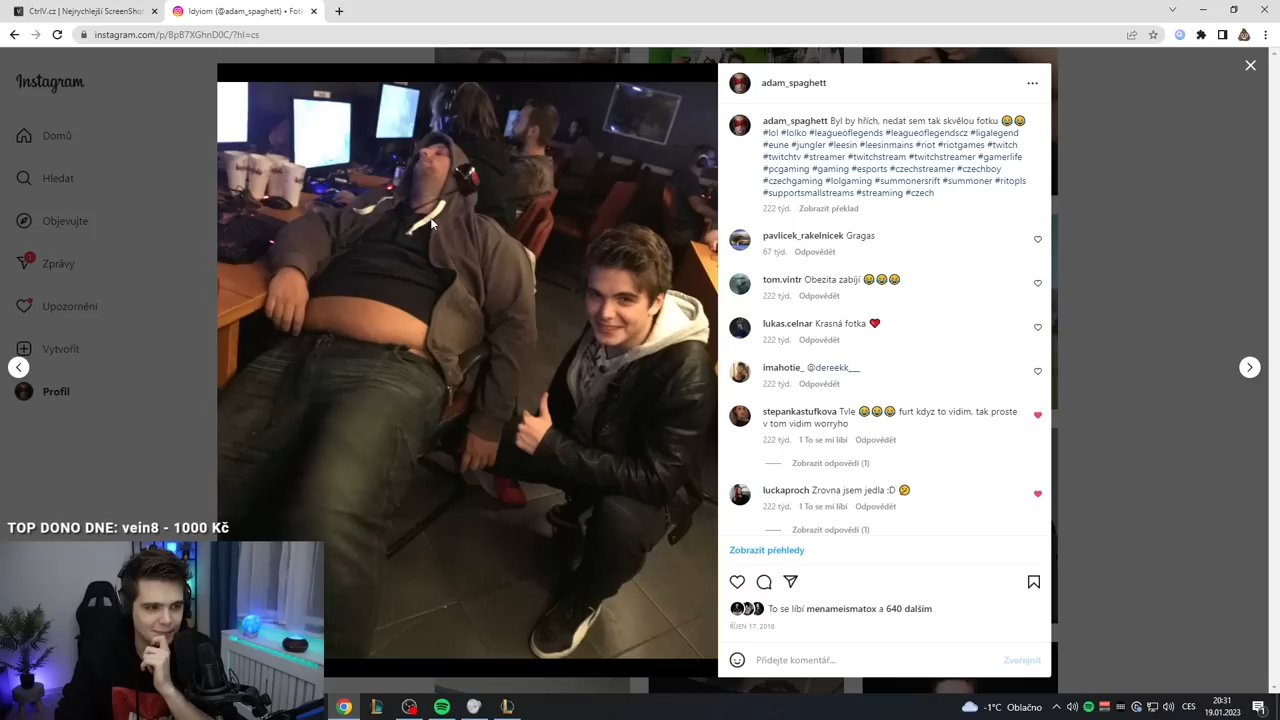 CtrlV.cz | Nejrychlejší ScreenSho
Idyiom (@adam_spaghett) • Fotk
instagram.com/p/BpB7XGhnD0C/?hl=cs
Instagram
Domů
Hledat
Objevujte
Zprávy
Upozornění
Vytvořit
Profil
TOP DONO DNE: vein8 - 1000 Kč
adam_spaghett
adam_spaghett Byl by hřích, nedat sem tak skvělou fotku 😂😂
#lol #lolko #leagueoflegends #leagueoflegendscz #ligalegend
#eune #jungler #leesin #leesinmains #riot #riotgames #twitch
#twitchtv #streamer #twitchstream #twitchstreamer #gamerlife
#pcgaming #gaming #esports #czechstreamer #czechboy
#czechgaming #lolgaming #summonersrift #summoner #ritopls
#supportsmallstreams #streaming #czech
222 týd. Zobrazit překlad
pavlicek_rakelnicek Gragas
67 týd. Odpovědět
tom.vintr Obezita zabíjí 😂😂😂
222 týd. Odpovědět
lukas.celnar Krasná fotka ❤
222 týd. Odpovědět
imahotie_ @dereekk___
222 týd. Odpovědět
stepankastufkova Tvle 😂😂😂 furt kdyz to vidim, tak proste
v tom vidim worryho
222 týd. 1 To se mi líbí Odpovědět
Zobrazit odpovědi (1)
luckaproch Zrovna jsem jedla :D 🤔
222 týd. 1 To se mi líbí Odpovědět
Zobrazit odpovědi (1)
Zobrazit přehledy
To se líbí menameismatox a 640 dalším
ŘÍJEN 17, 2018
Přidejte komentář...
Zveřejnit
-1°C Oblačno
CES
20:31
19.01.2023